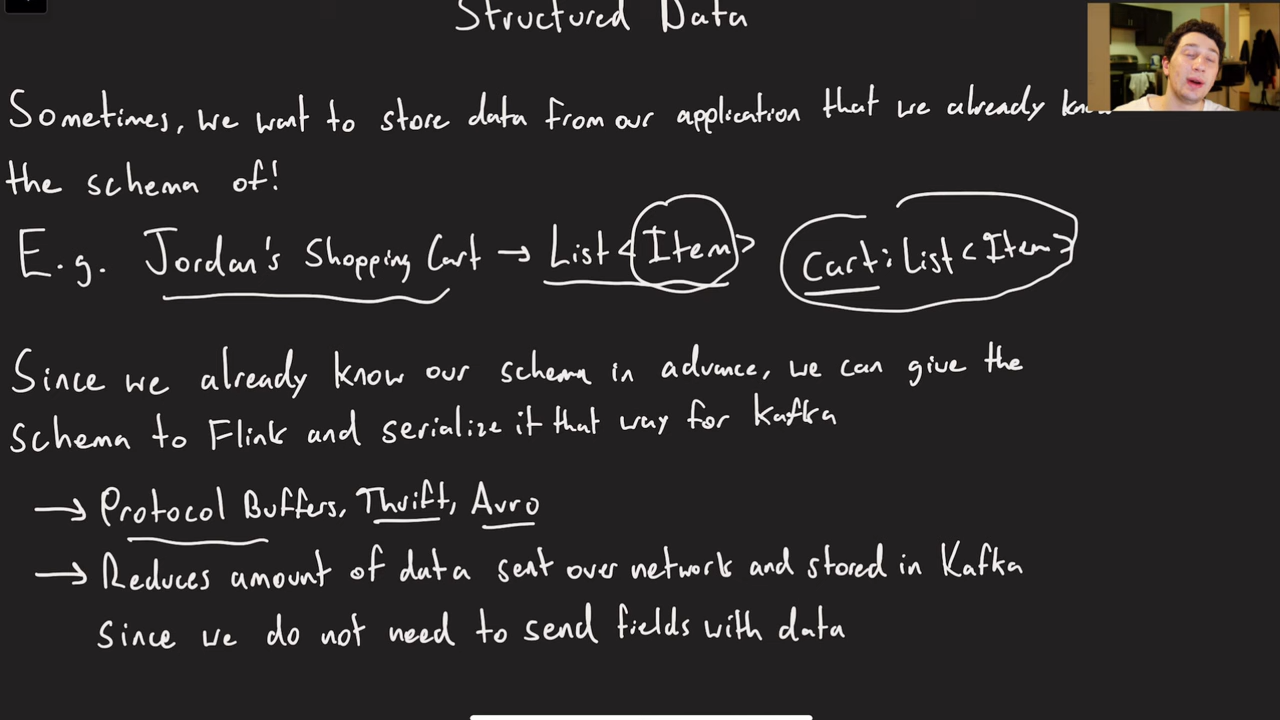 Structured Data
Sometimes, we want to store data from our application that we already
the schema of!
E.g. Jordan's Shopping Cart → List<Item> Cart: List<Item>
Since we already know our schema in advance, we can give the
schema to Flink and serialize it that way for Kafka
→ Protocol Buffers, Thrift, Avro
→ Reduces amount of data sent over network and stored in Kafka
since we do not need to send fields with data